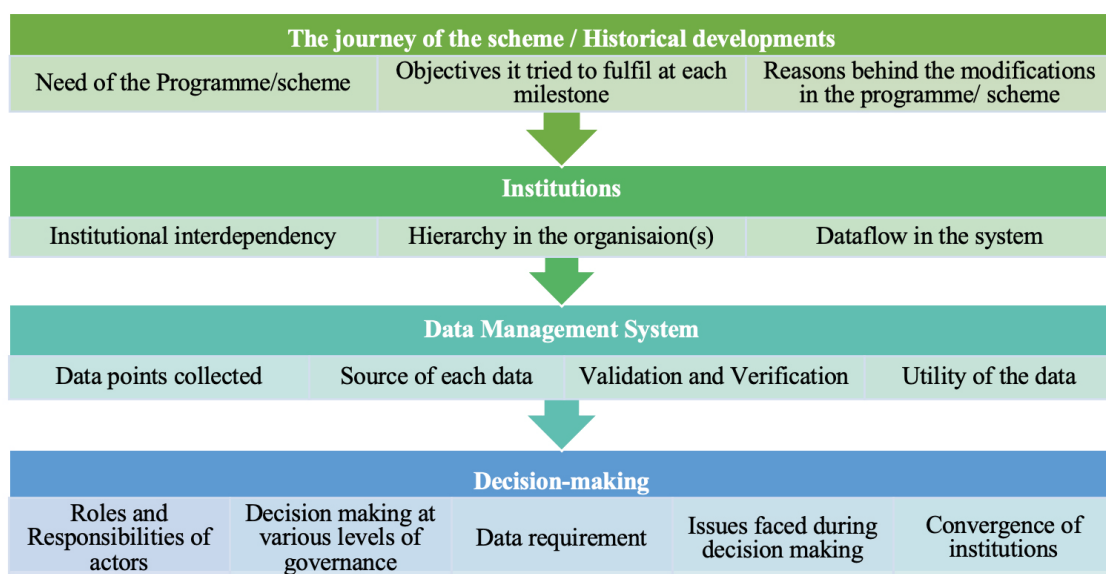 The journey of the scheme / Historical developments
Need of the Programme/scheme
Objectives it tried to fulfil at each
milestone
Reasons behind the modifications
in the programme/ scheme
Institutions
Institutional interdependency
Hierarchy in the organisaion(s)
Dataflow in the system
Data Management System
Data points collected
Source of each data
Validation and Verification
Utility of the data
Decision-making
Roles and
Responsibilities of
actors
Decision making at
various levels of
governance
Data requirement
Issues faced during
decision making
Convergence of
institutions